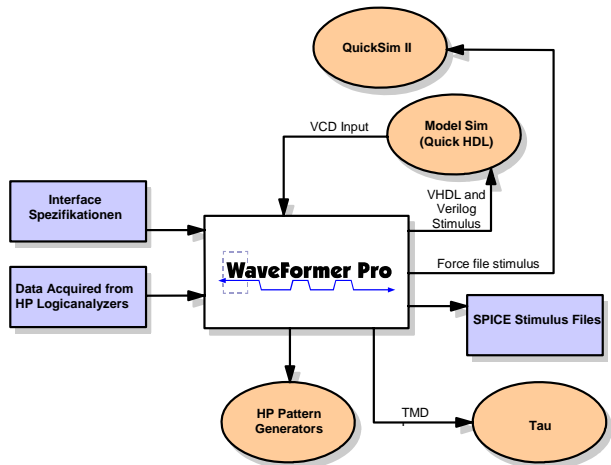 QuickSim II
VCD Input
Model Sim
(Quick HDL)
Interface
Spezifikationen
VHDL and
Verilog
Stimulus
WaveFormer Pro
Force file stimulus
Data Acquired from
HP Logicanalyzers
SPICE Stimulus Files
HP Pattern
Generators
TMD
Tau